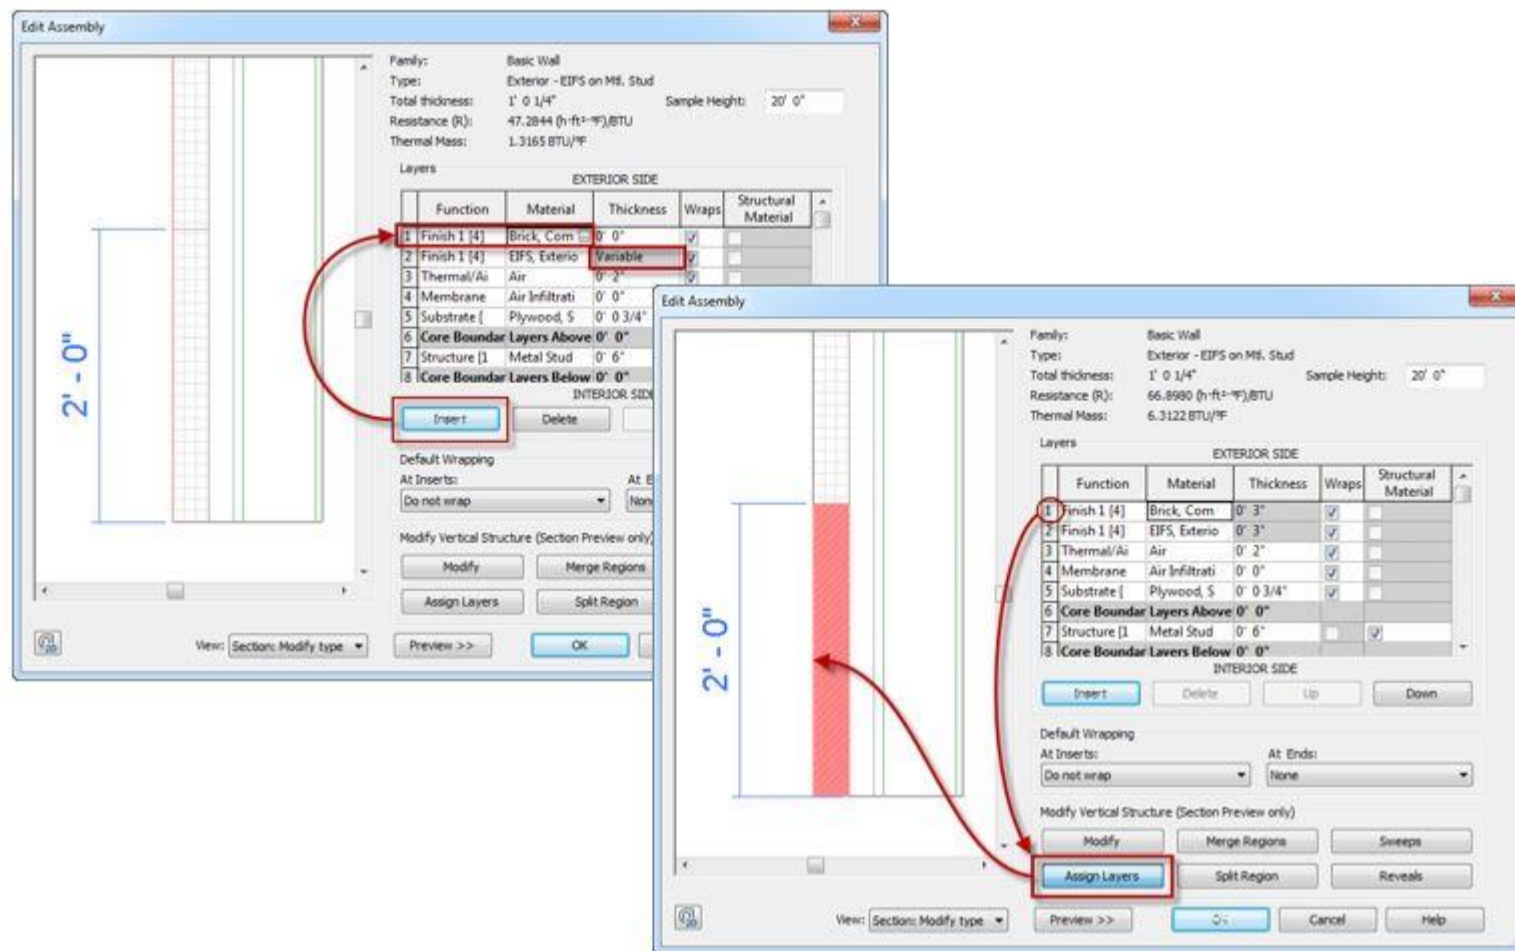 Edit Assembly
Family: Basic Wall
Type: Exterior - EIFS on Mtl. Stud
Total thickness: 1' 0 1/4" Sample Height: 20' 0"
Resistance (R): 47.2844 (h·ft²·°F)/BTU
Thermal Mass: 1.3165 BTU/°F
Layers
EXTERIOR SIDE
Function Material Thickness Wraps Structural Material
1 Finish 1 [4] Brick, Com 0' 0"
2 Finish 1 [4] EIFS, Exterio Variable
3 Thermal/Ai Air 0' 2"
4 Membrane Air Infiltrati 0' 0"
5 Substrate [ Plywood, S 0' 0 3/4"
6 Core Boundar Layers Above 0' 0"
7 Structure [1 Metal Stud 0' 6"
8 Core Boundar Layers Below 0' 0"
INTERIOR SIDE
Insert Delete
Default Wrapping
At Inserts: At E
Do not wrap Non
Modify Vertical Structure (Section Preview only)
Modify Merge Regions
Assign Layers Split Region
View: Section: Modify type Preview >> OK
2' - 0"
Edit Assembly
Family: Basic Wall
Type: Exterior - EIFS on Mtl. Stud
Total thickness: 1' 0 1/4" Sample Height: 20' 0"
Resistance (R): 66.8980 (h·ft²·°F)/BTU
Thermal Mass: 6.3122 BTU/°F
Layers
EXTERIOR SIDE
Function Material Thickness Wraps Structural Material
1 Finish 1 [4] Brick, Com 0' 3"
2 Finish 1 [4] EIFS, Exterio 0' 3"
3 Thermal/Ai Air 0' 2"
4 Membrane Air Infiltrati 0' 0"
5 Substrate [ Plywood, S 0' 0 3/4"
6 Core Boundar Layers Above 0' 0"
7 Structure [1 Metal Stud 0' 6"
8 Core Boundar Layers Below 0' 0"
INTERIOR SIDE
Insert Delete Up Down
Default Wrapping
At Inserts: At Ends:
Do not wrap None
Modify Vertical Structure (Section Preview only)
Modify Merge Regions Sweeps
Assign Layers Split Region Reveals
View: Section: Modify type Preview >> OK Cancel Help
2' - 0"